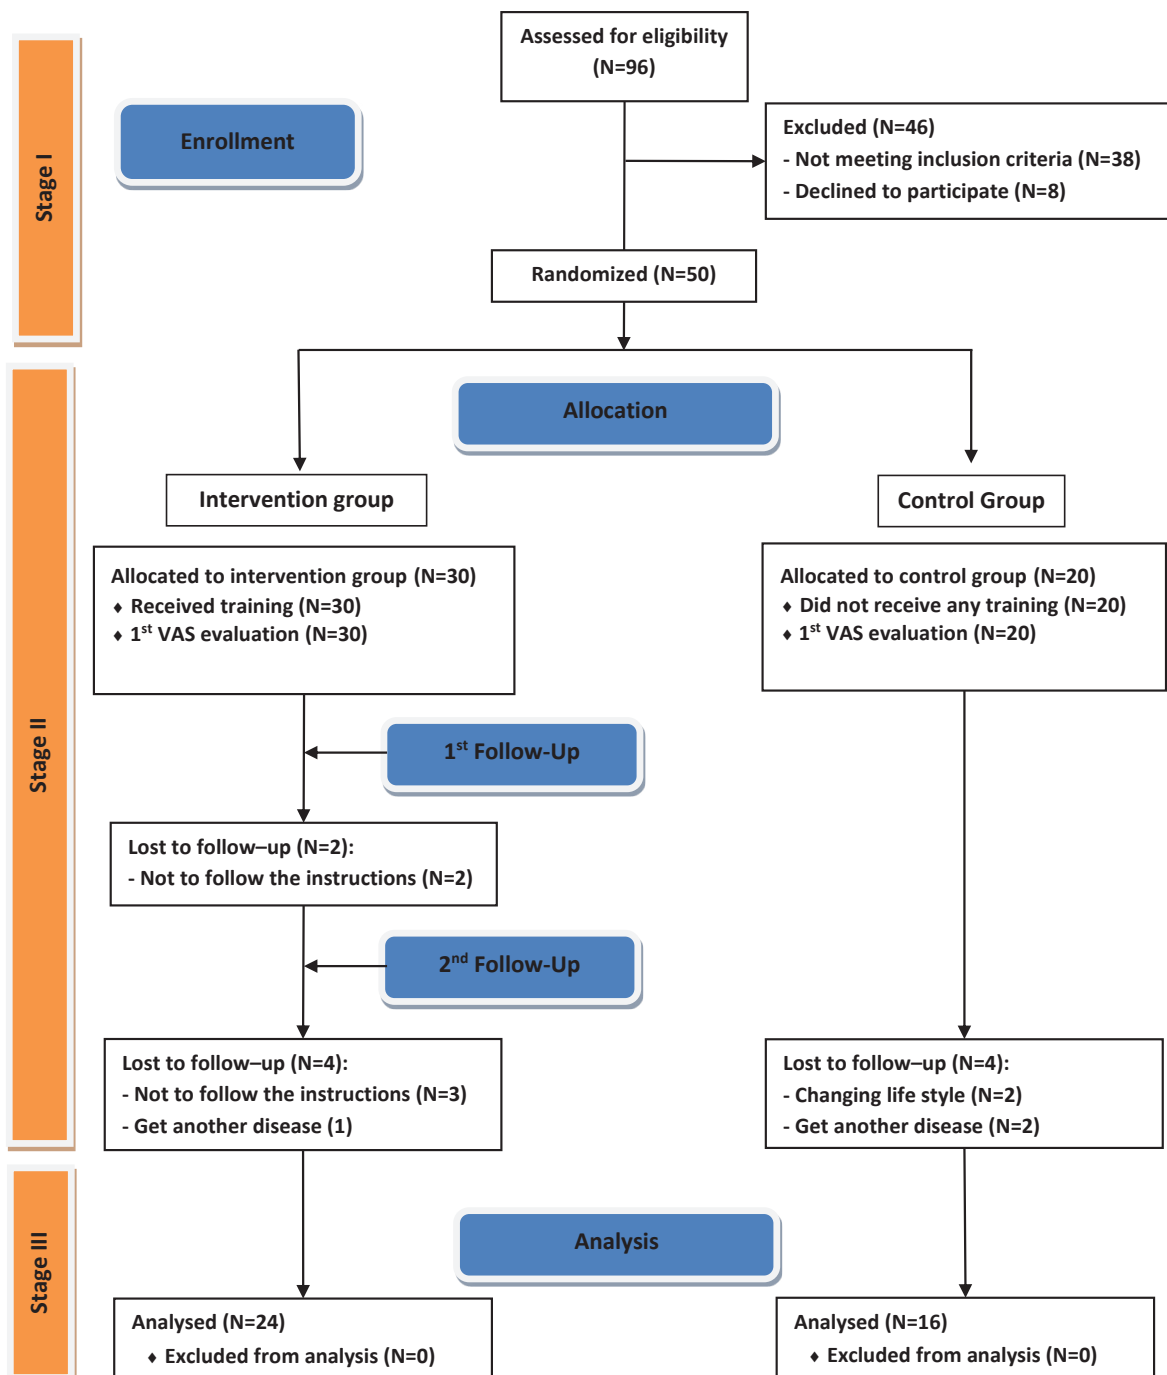 Assessed for eligibility
(N=96)
Enrollment
Excluded (N=46)
- Not meeting inclusion criteria (N=38)
- Declined to participate (N=8)
Stage I
Randomized (N=50)
Allocation
Intervention group
Control Group
Allocated to intervention group (N=30)
♦ Received training (N=30)
♦ 1st VAS evaluation (N=30)
Allocated to control group (N=20)
♦ Did not receive any training (N=20)
♦ 1st VAS evaluation (N=20)
Stage II
1st Follow-Up
Lost to follow–up (N=2):
- Not to follow the instructions (N=2)
2nd Follow-Up
Lost to follow–up (N=4):
- Not to follow the instructions (N=3)
- Get another disease (1)
Lost to follow–up (N=4):
- Changing life style (N=2)
- Get another disease (N=2)
Stage III
Analysis
Analysed (N=24)
♦ Excluded from analysis (N=0)
Analysed (N=16)
♦ Excluded from analysis (N=0)